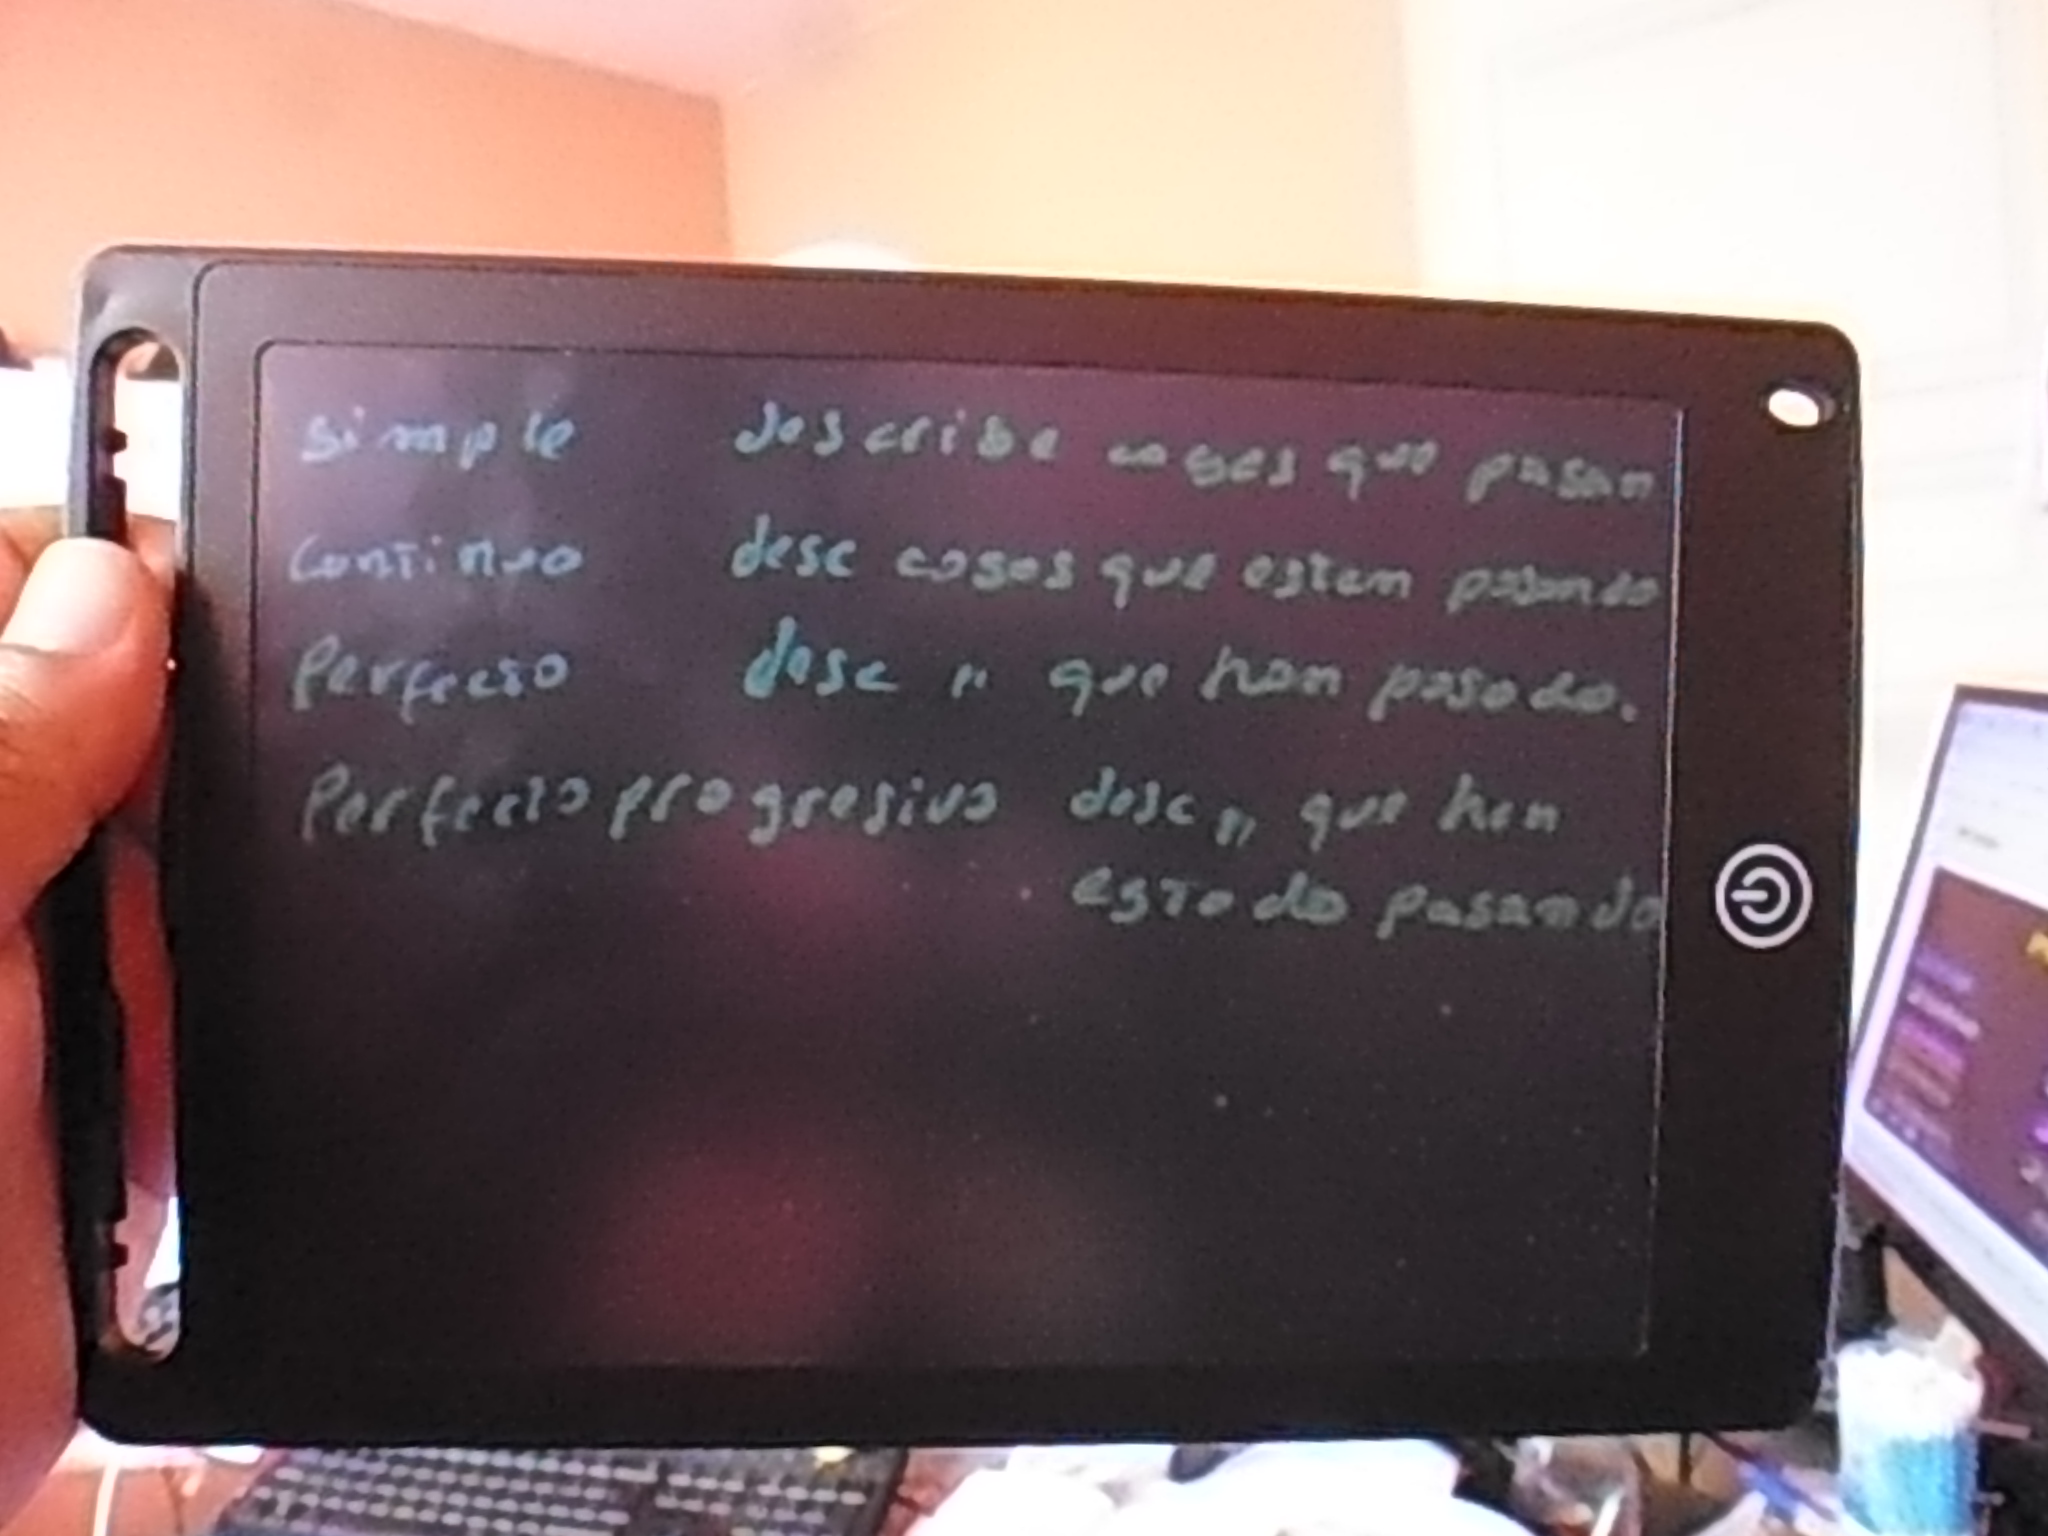 simple describe cosas que pasan
continuo desc cosas que estan pasando
Perfecto desc " que han pasado.
Perfecto progresivo desc " que han
estado pasando